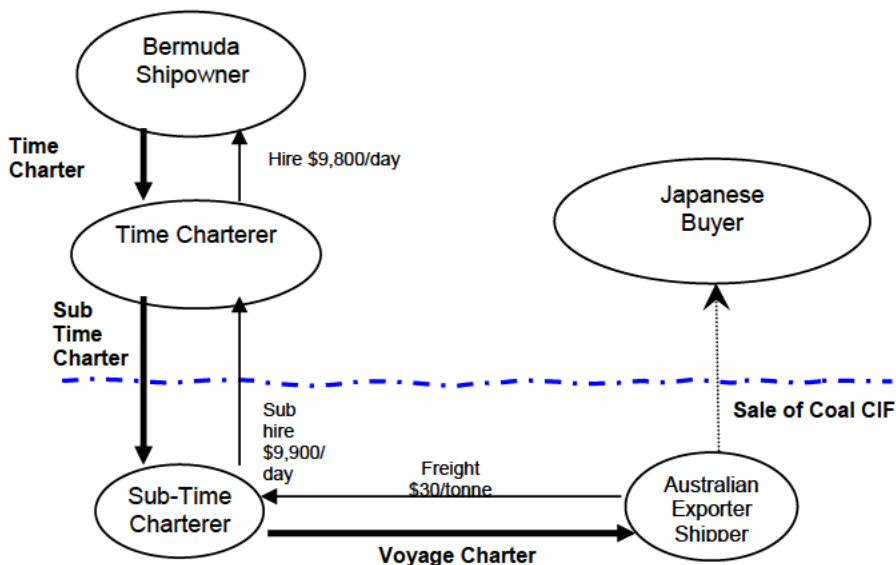 Bermuda
Shipowner
Time
Charter
Hire $9,800/day
Time Charterer
Japanese
Buyer
Sub
Time
Charter
Sale of Coal CIF
Sub
hire
$9,900/
day
Freight
$30/tonne
Sub-Time
Charterer
Australian
Exporter
Shipper
Voyage Charter